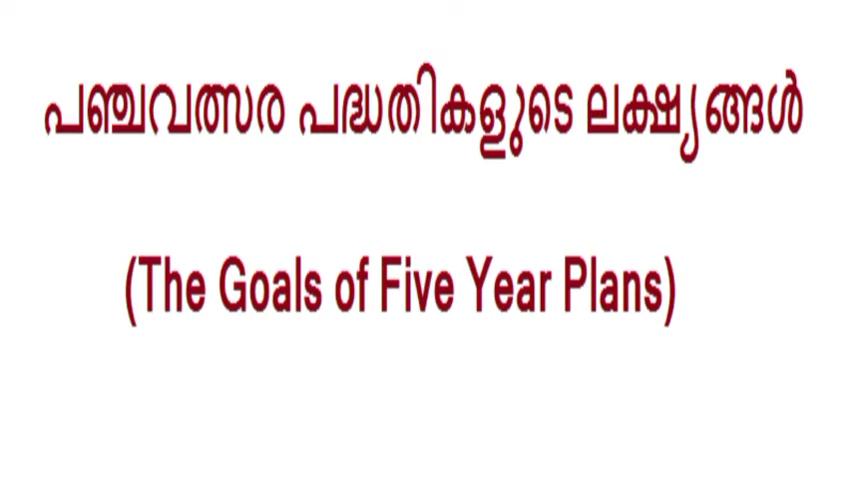 പഞ്ചവത്സര പദ്ധതികളുടെ ലക്ഷ്യങ്ങൾ
(The Goals of Five Year Plans)